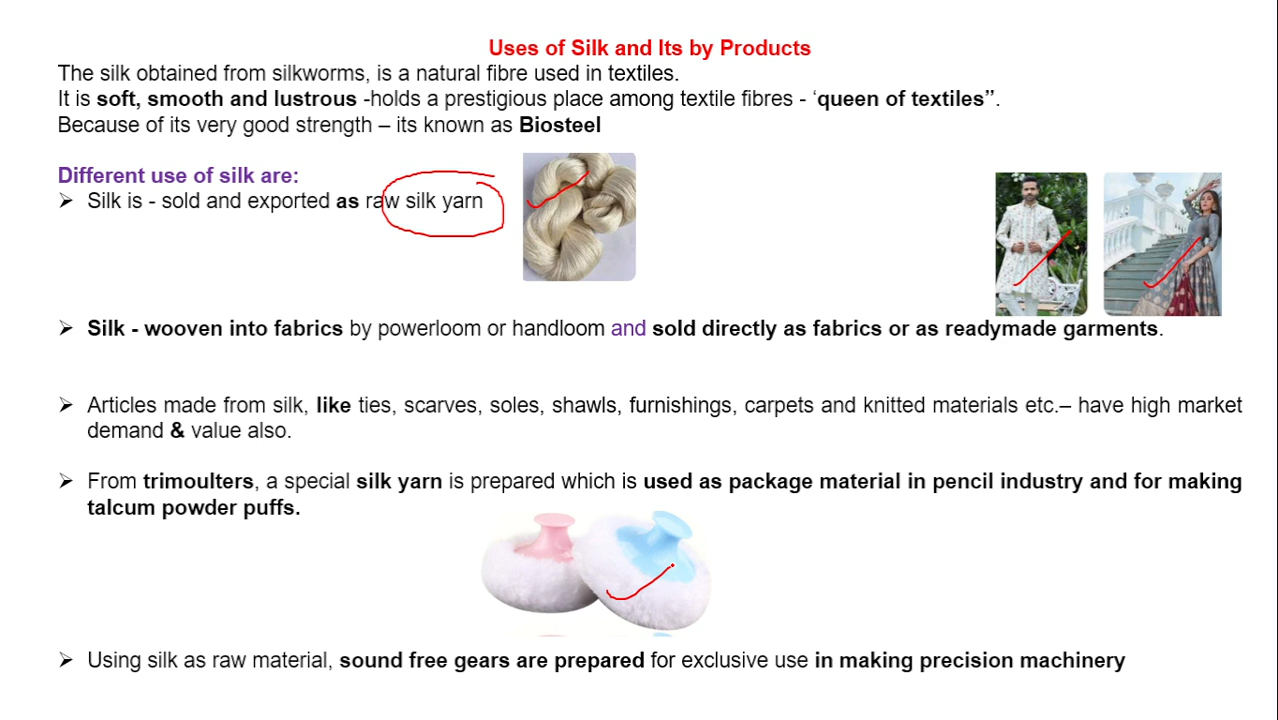 Uses of Silk and Its by Products
The silk obtained from silkworms, is a natural fibre used in textiles.
It is soft, smooth and lustrous -holds a prestigious place among textile fibres - ‘queen of textiles”.
Because of its very good strength – its known as Biosteel
Different use of silk are:
➢ Silk is - sold and exported as raw silk yarn
➢ Silk - wooven into fabrics by powerloom or handloom and sold directly as fabrics or as readymade garments.
➢ Articles made from silk, like ties, scarves, soles, shawls, furnishings, carpets and knitted materials etc.– have high market
demand & value also.
➢ From trimoulters, a special silk yarn is prepared which is used as package material in pencil industry and for making
talcum powder puffs.
➢ Using silk as raw material, sound free gears are prepared for exclusive use in making precision machinery